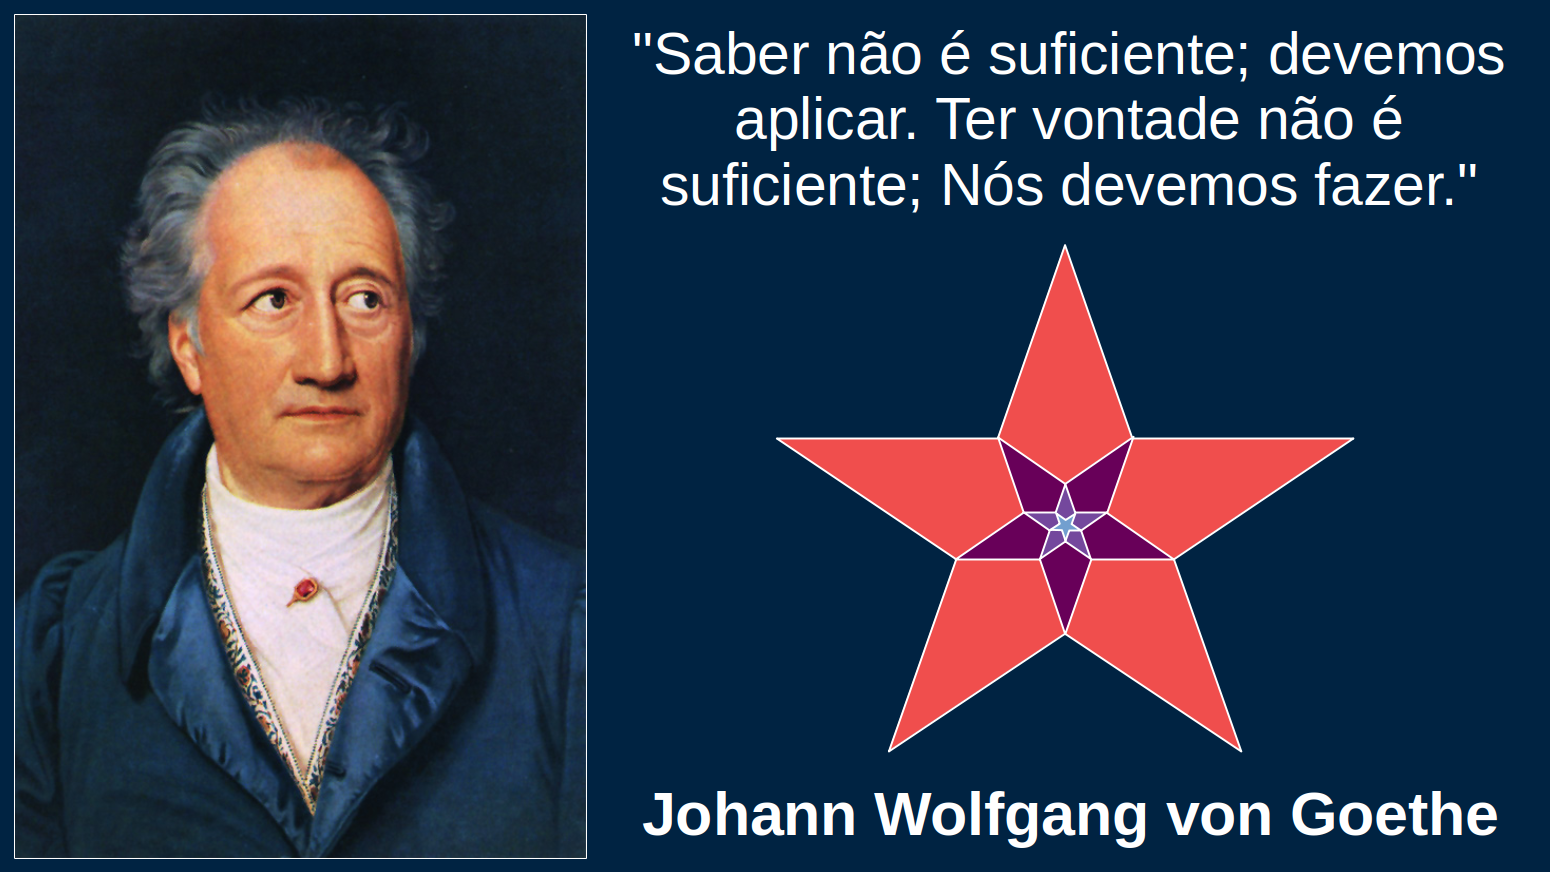 "Saber não é suficiente; devemos
aplicar. Ter vontade não é
suficiente; Nós devemos fazer."
Johann Wolfgang von Goethe